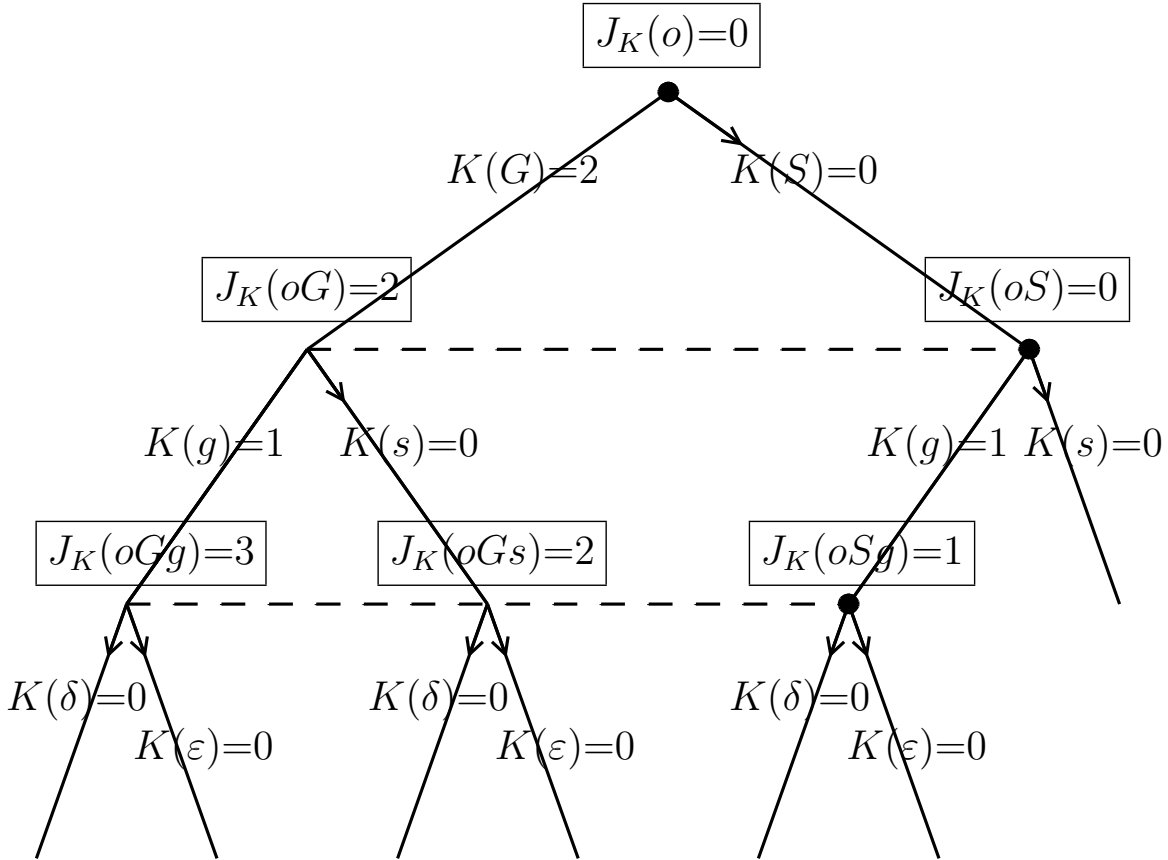 J_K(o)=0
K(G)=2
K(S)=0
J_K(oG)=2
J_K(oS)=0
K(g)=1
K(s)=0
K(g)=1
K(s)=0
J_K(oGg)=3
J_K(oGs)=2
J_K(oSg)=1
K(δ)=0
K(δ)=0
K(δ)=0
K(ε)=0
K(ε)=0
K(ε)=0